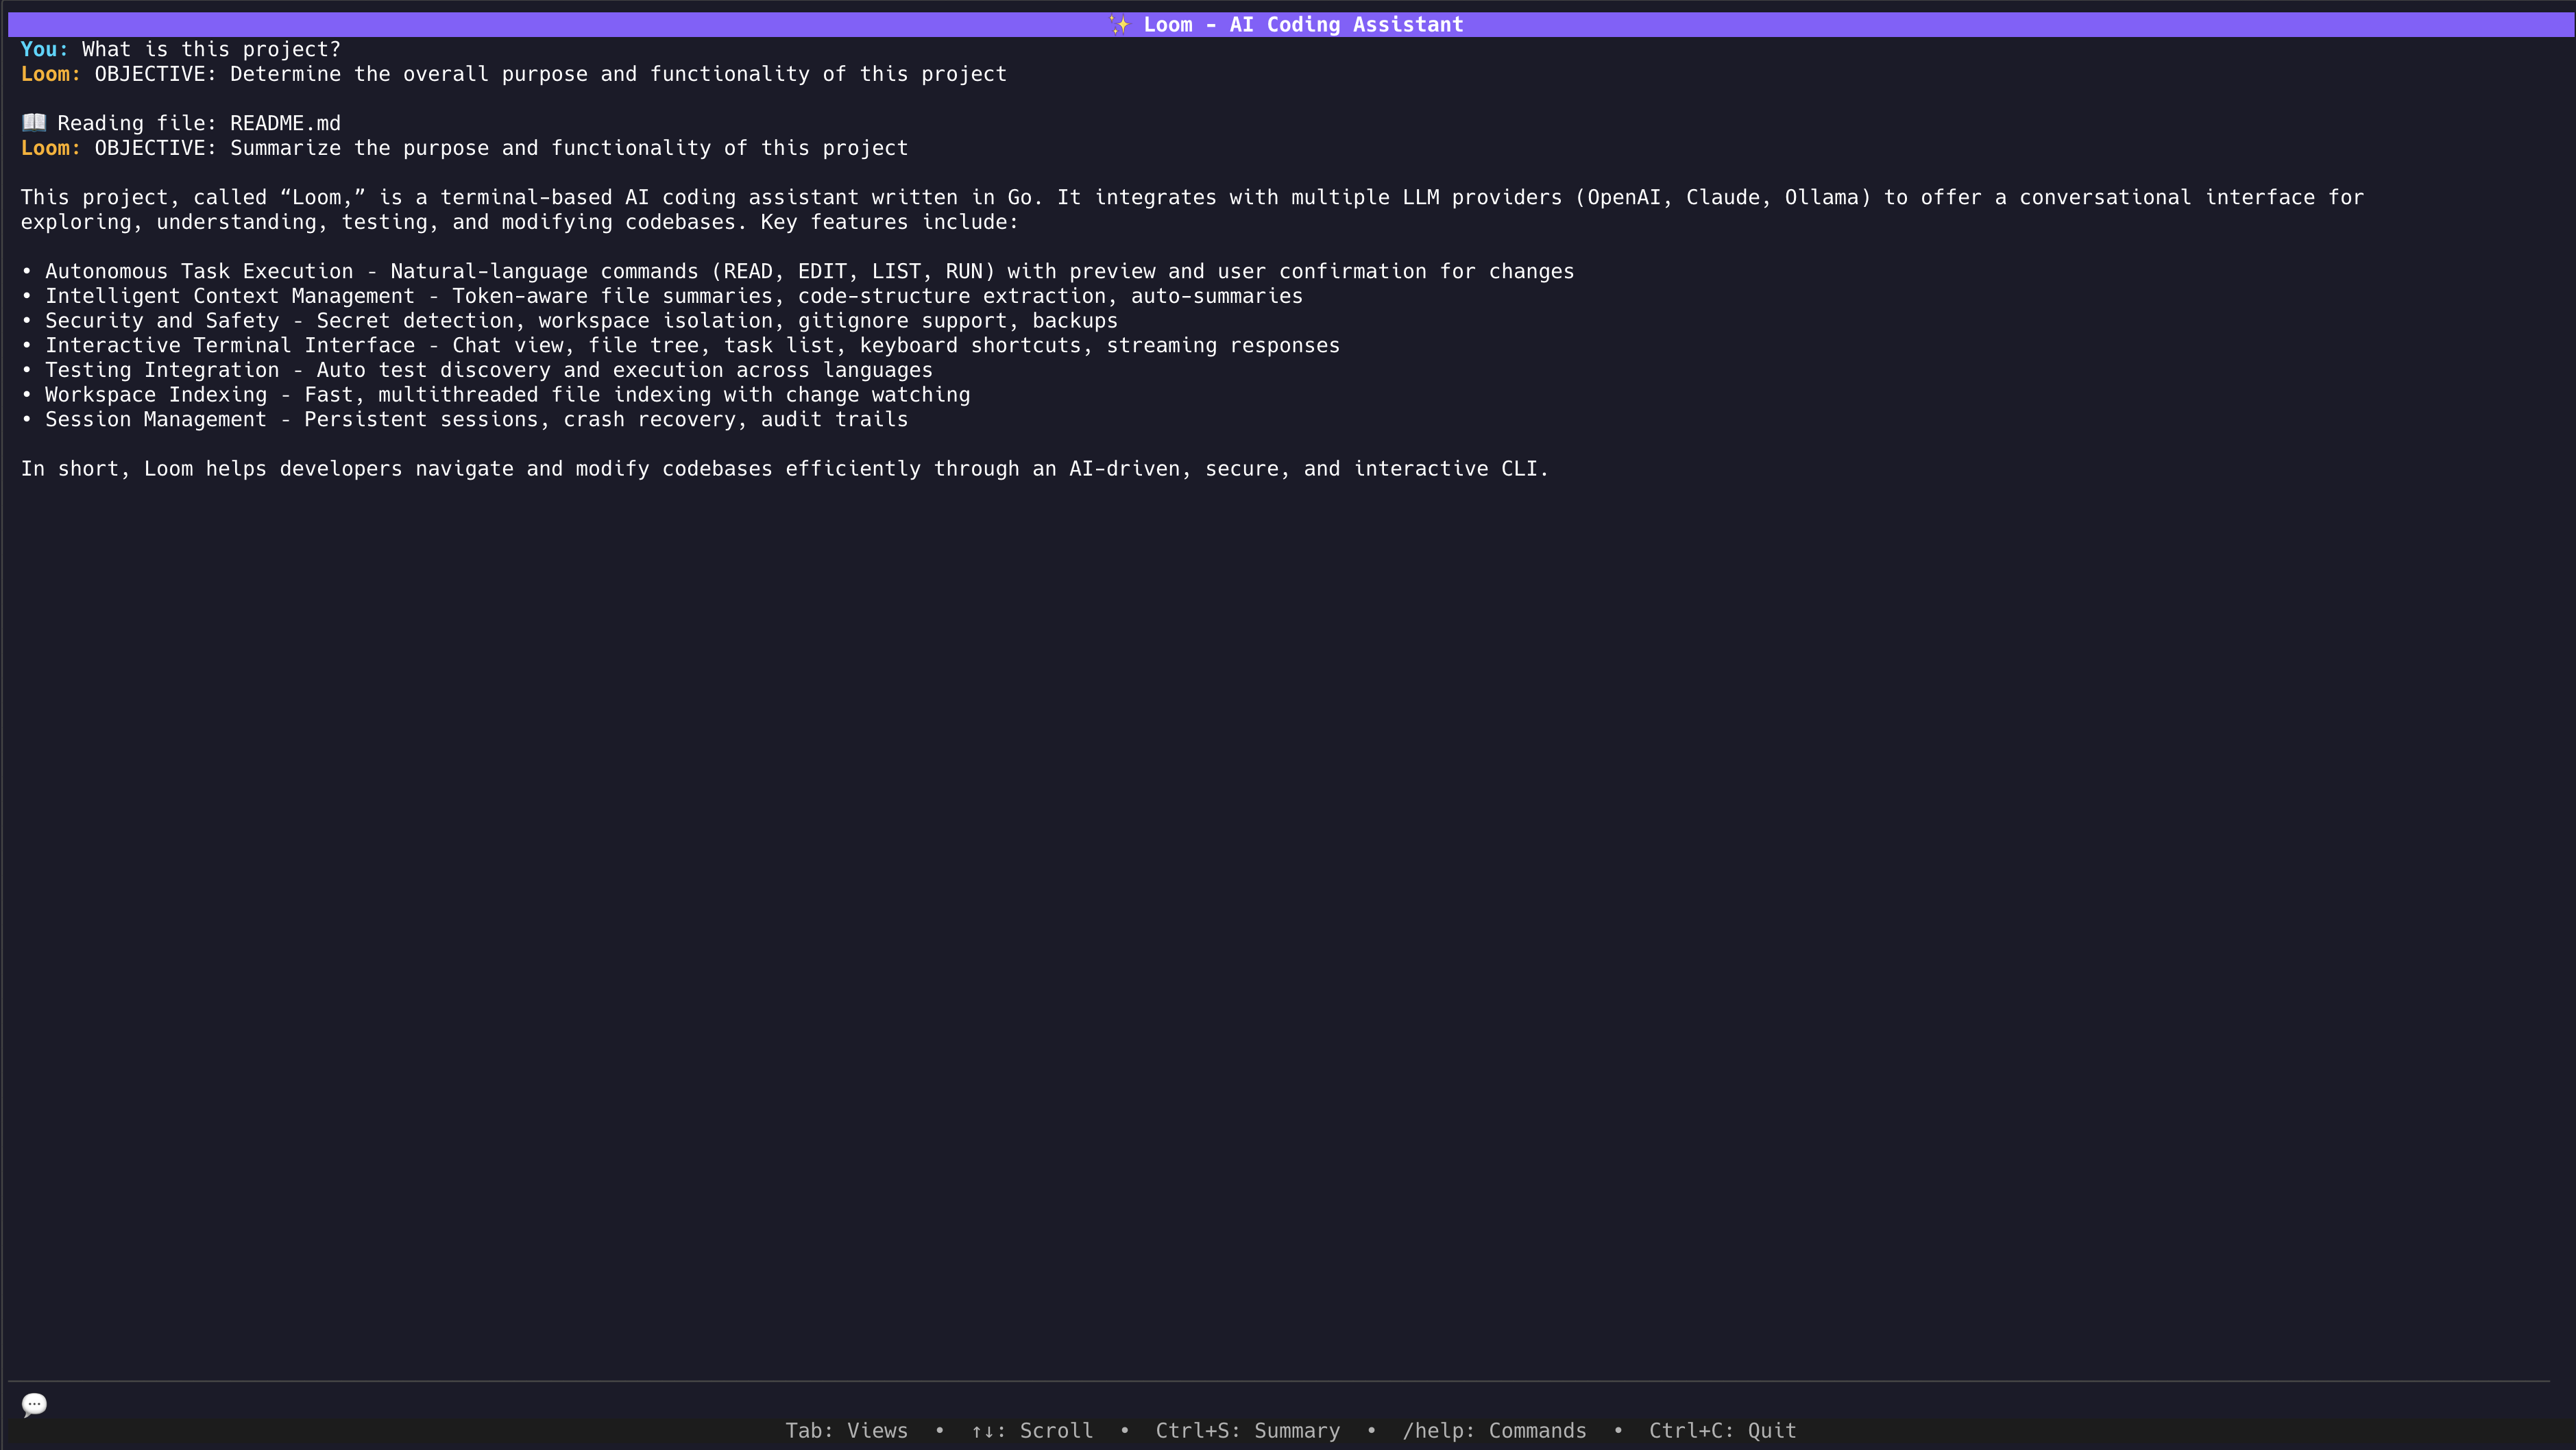 ✨ Loom - AI Coding Assistant
You: What is this project?
Loom: OBJECTIVE: Determine the overall purpose and functionality of this project
📖 Reading file: README.md
Loom: OBJECTIVE: Summarize the purpose and functionality of this project
This project, called “Loom,” is a terminal-based AI coding assistant written in Go. It integrates with multiple LLM providers (OpenAI, Claude, Ollama) to offer a conversational interface for
exploring, understanding, testing, and modifying codebases. Key features include:
• Autonomous Task Execution - Natural-language commands (READ, EDIT, LIST, RUN) with preview and user confirmation for changes
• Intelligent Context Management - Token-aware file summaries, code-structure extraction, auto-summaries
• Security and Safety - Secret detection, workspace isolation, gitignore support, backups
• Interactive Terminal Interface - Chat view, file tree, task list, keyboard shortcuts, streaming responses
• Testing Integration - Auto test discovery and execution across languages
• Workspace Indexing - Fast, multithreaded file indexing with change watching
• Session Management - Persistent sessions, crash recovery, audit trails
In short, Loom helps developers navigate and modify codebases efficiently through an AI-driven, secure, and interactive CLI.
💬
Tab: Views • ↑↓: Scroll • Ctrl+S: Summary • /help: Commands • Ctrl+C: Quit